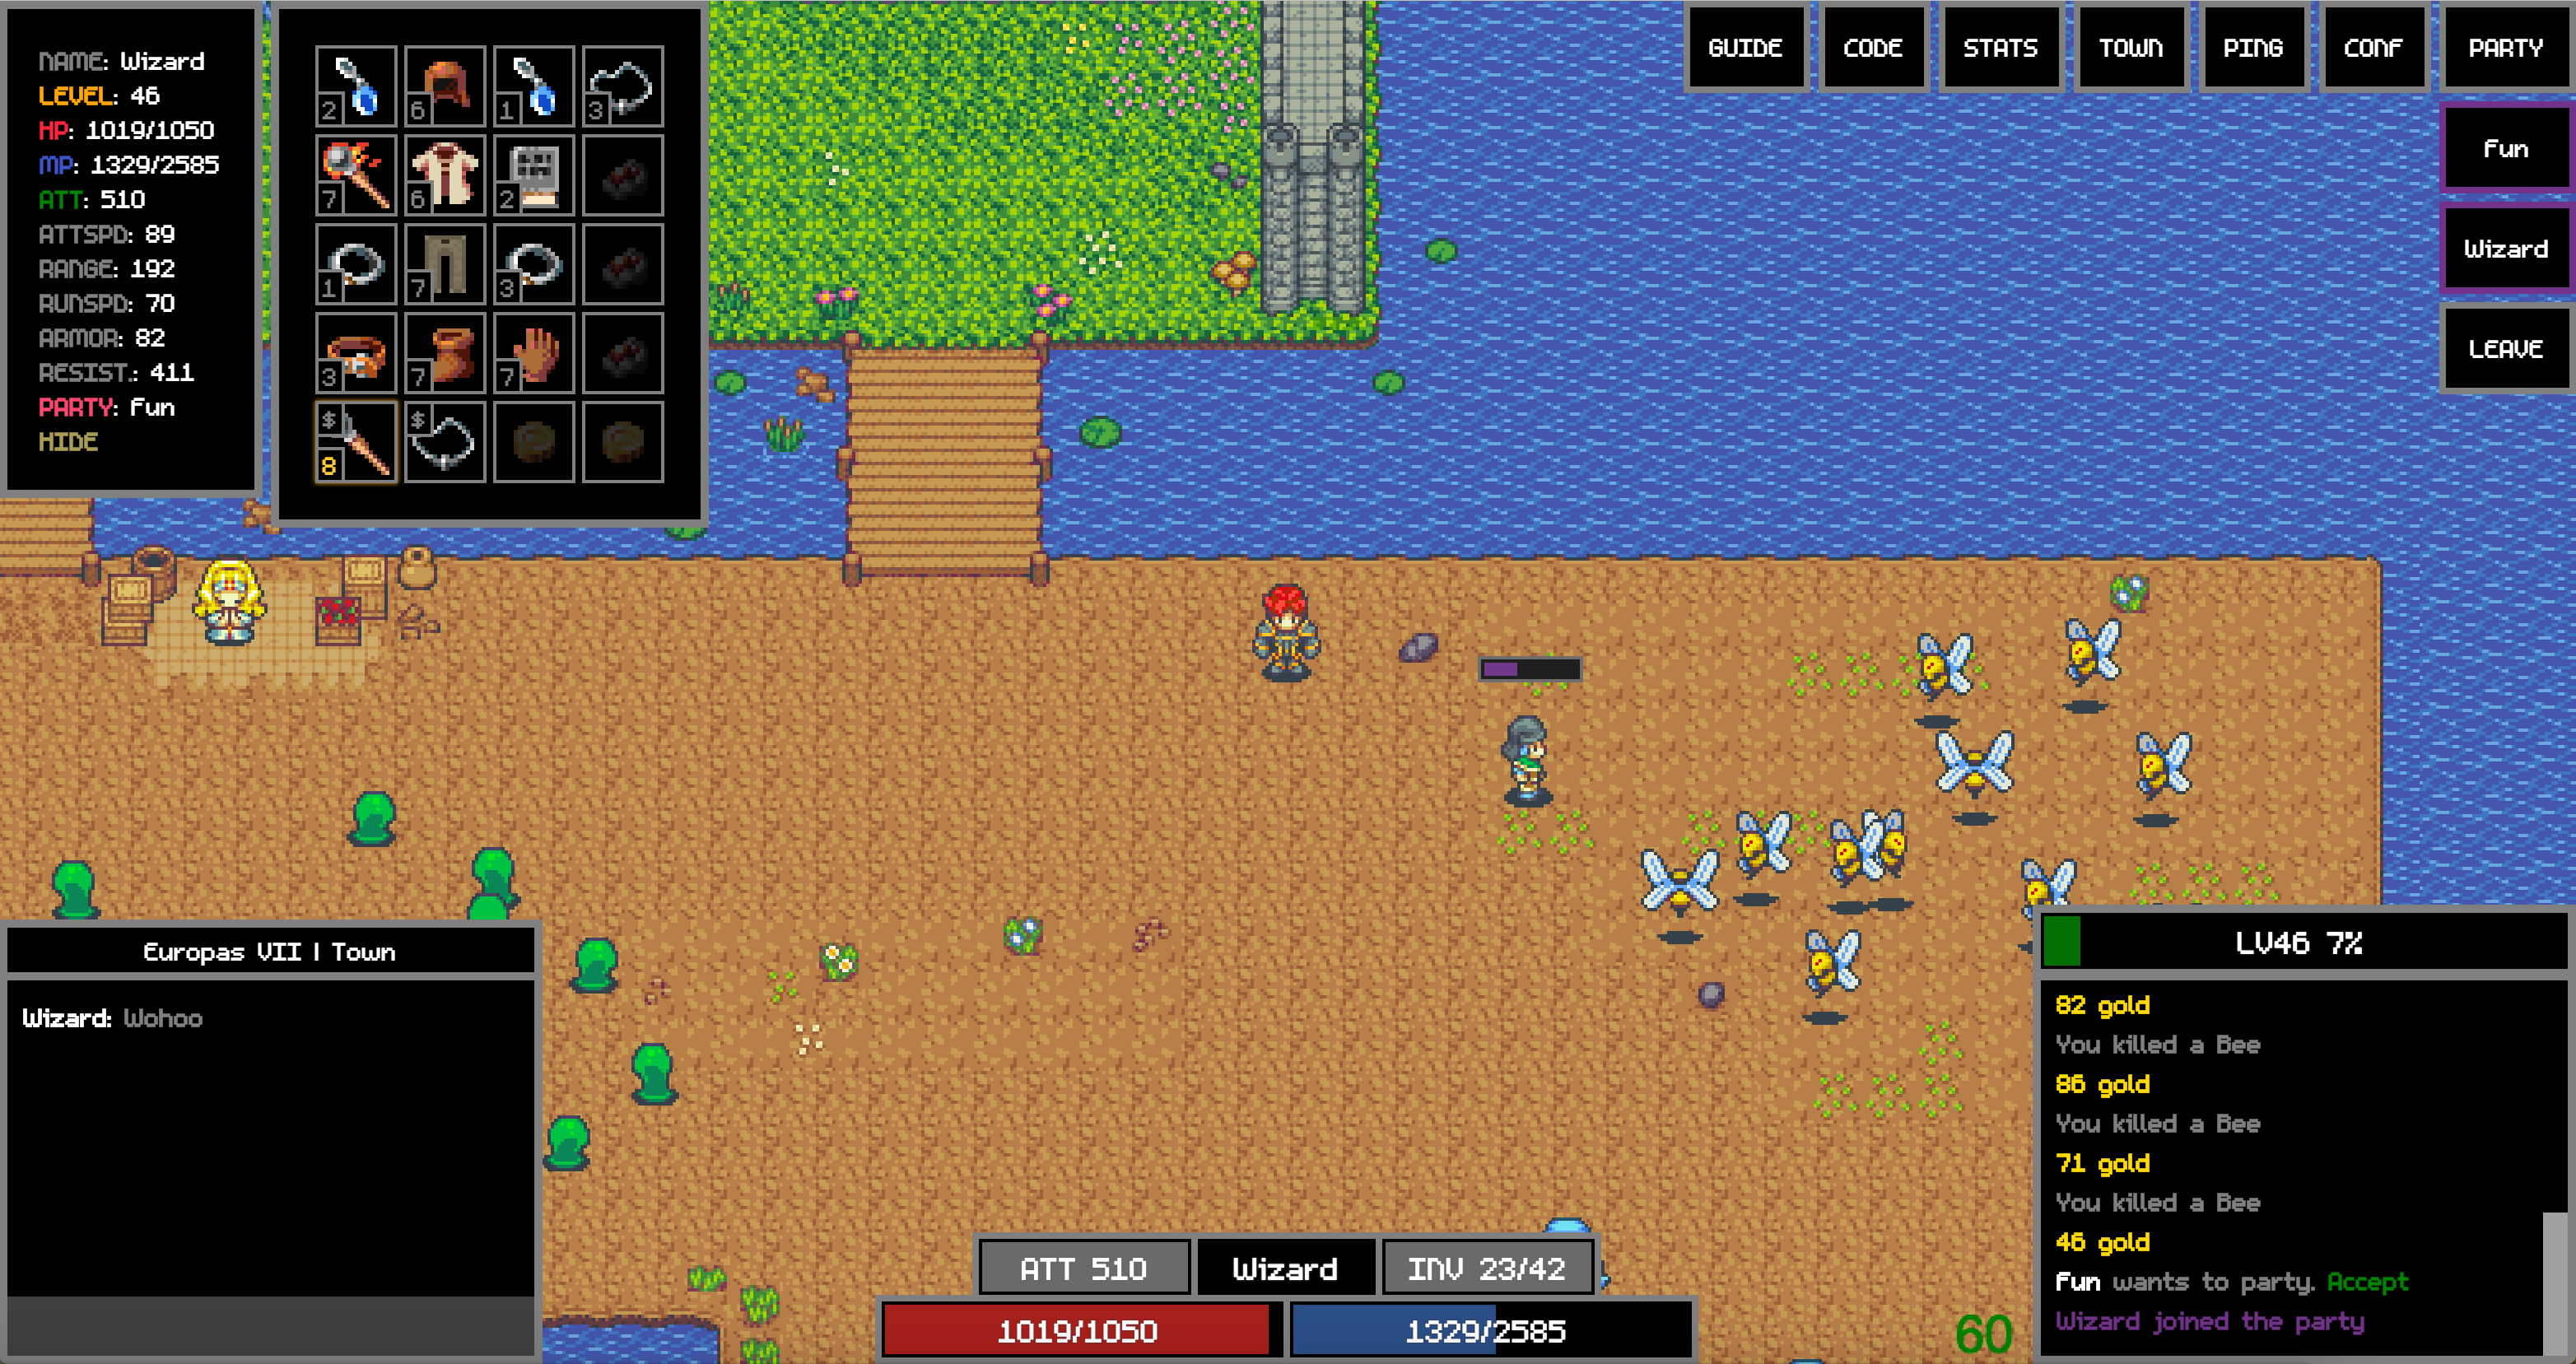 NAME: Wizard
LEVEL: 46
HP: 1019/1050
MP: 1329/2585
ATT: 510
ATTSPD: 89
RANGE: 192
RUNSPD: 70
ARMOR: 82
RESIST.: 411
PARTY: Fun
HIDE
2 6 1 3
7 6 2
1 7 3
3 7 7
$ $
8
GUIDE CODE STATS TOWN PING CONF PARTY
Fun
Wizard
LEAVE
Europas VII | Town
Wizard: Wohoo
ATT 510 Wizard INV 23/42
1019/1050 1329/2585
60
LV46 7%
82 gold
You killed a Bee
86 gold
You killed a Bee
71 gold
You killed a Bee
46 gold
Fun wants to party. Accept
Wizard joined the party